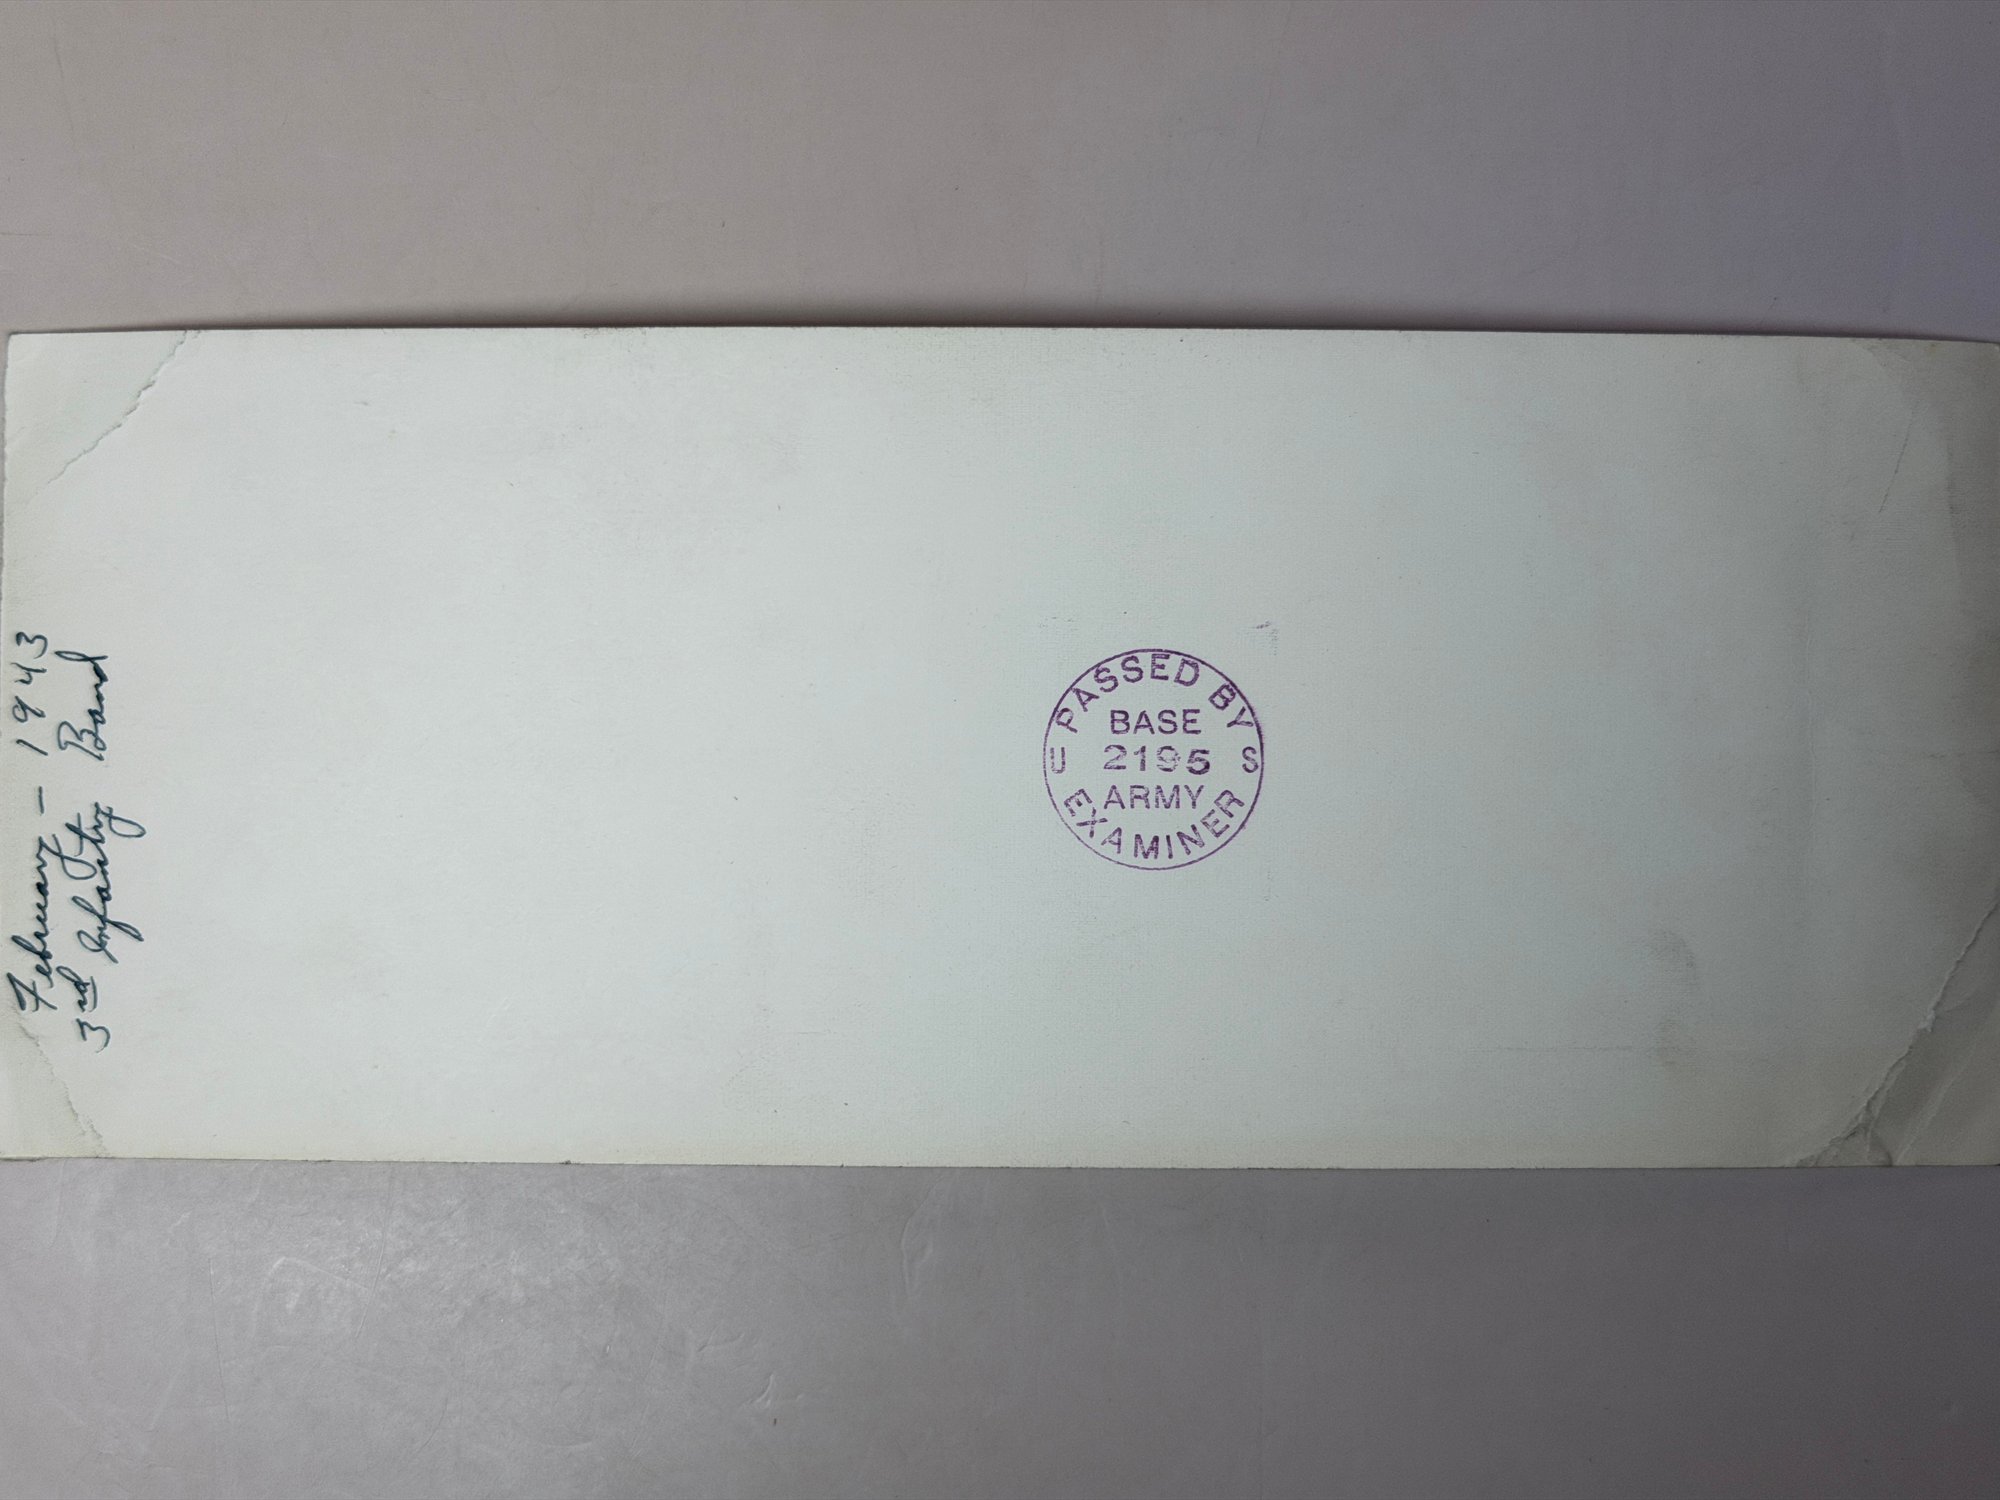 February - 1943
3rd Infantry Band
PASSED BY
BASE
U 2195 S
ARMY
EXAMINER